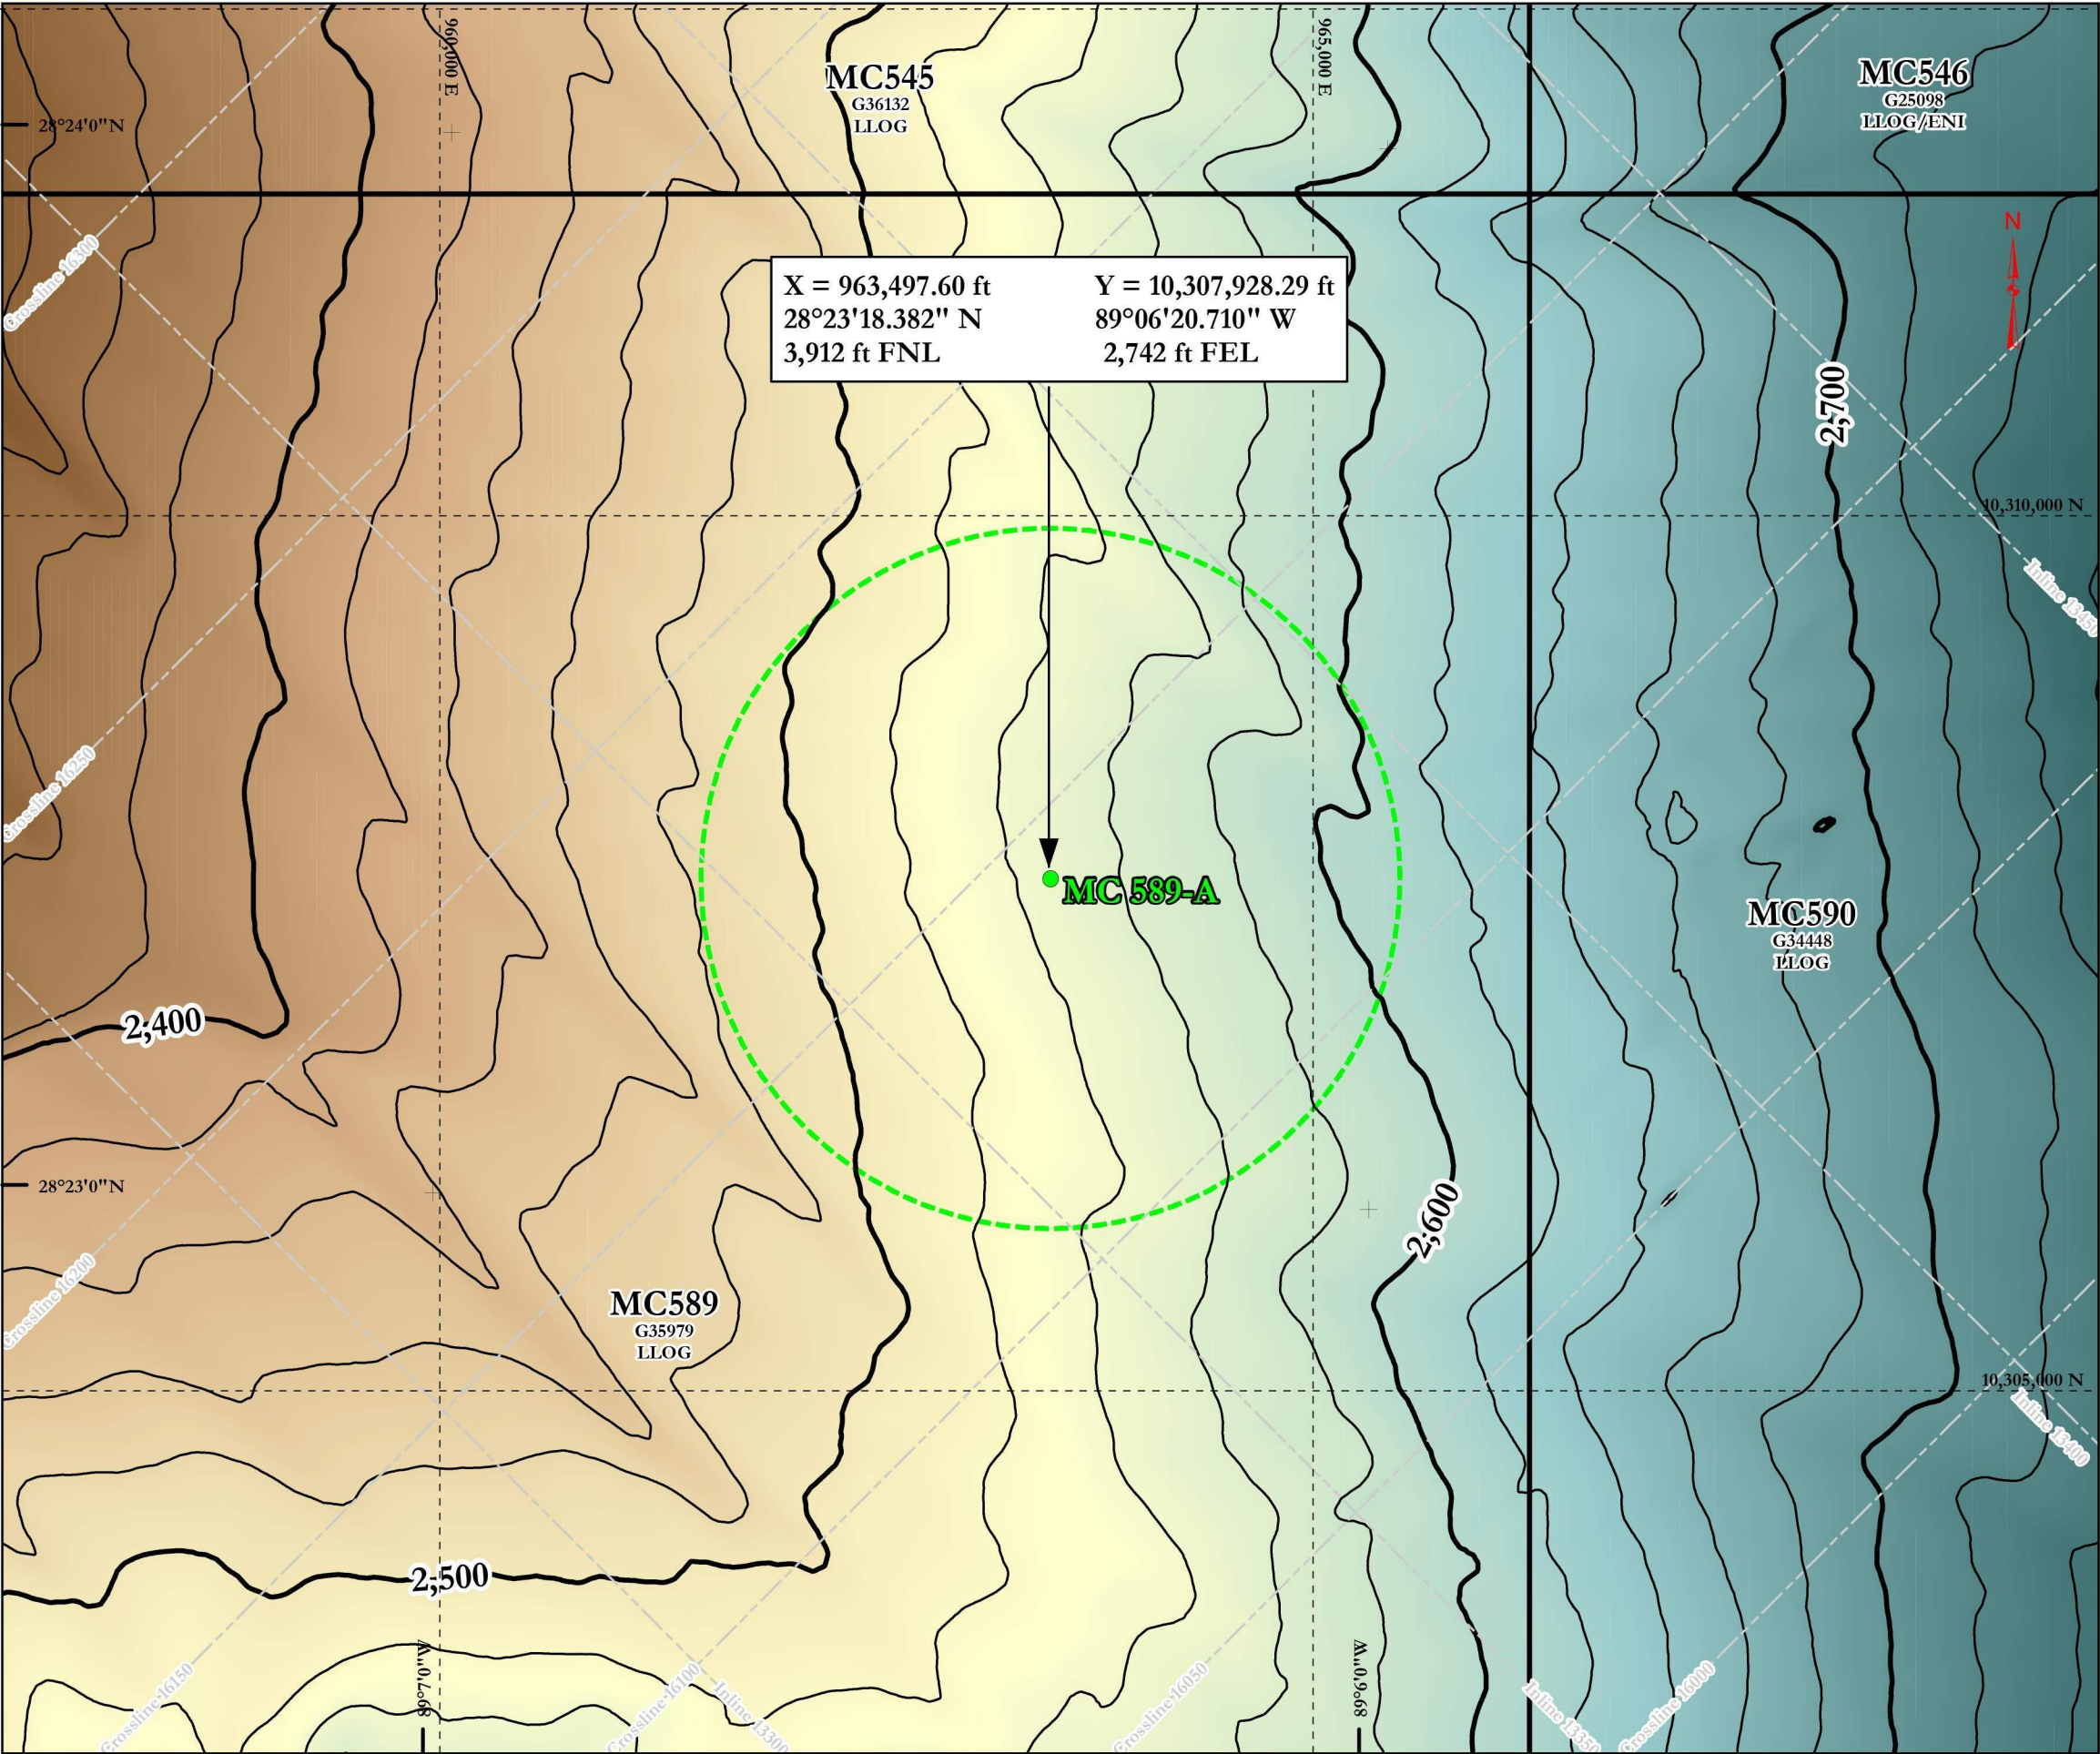 960,000 E
965,000 E
MC545
G36132
LLOG
MC546
G25098
LLOG/ENI
28°24'0"N
N
Crossline 16300
X = 963,497.60 ft Y = 10,307,928.29 ft
28°23'18.382" N 89°06'20.710" W
3,912 ft FNL 2,742 ft FEL
2,700
10,310,000 N
Inline 13450
Crossline 16250
MC 589-A
MC590
G34448
LLOG
2,400
28°23'0"N
2,600
Crossline 16200
MC589
G35979
LLOG
10,305,000 N
Inline 13400
2,500
89°7'0"W
89°6'0"W
Crossline 16150
Crossline 16100
Inline 13300
Crossline 16050
Inline 13350
Crossline 16000